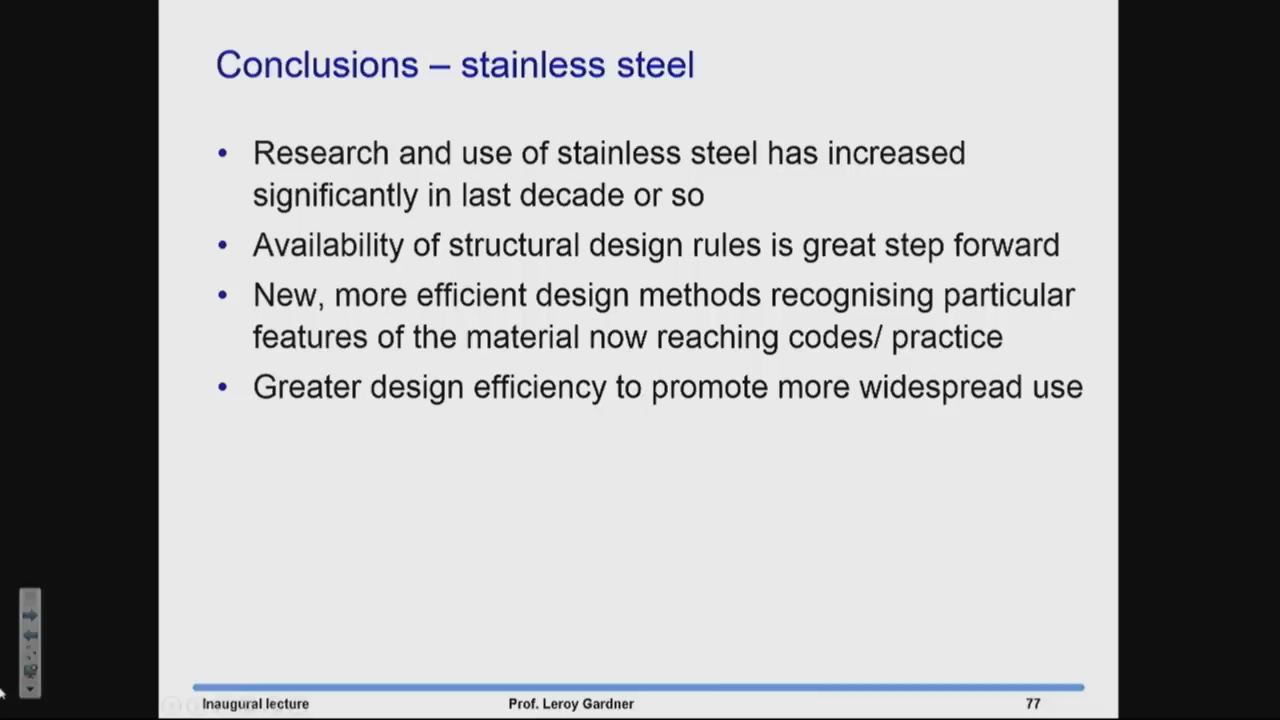 Conclusions – stainless steel
• Research and use of stainless steel has increased
significantly in last decade or so
• Availability of structural design rules is great step forward
• New, more efficient design methods recognising particular
features of the material now reaching codes/ practice
• Greater design efficiency to promote more widespread use
Inaugural lecture Prof. Leroy Gardner 77